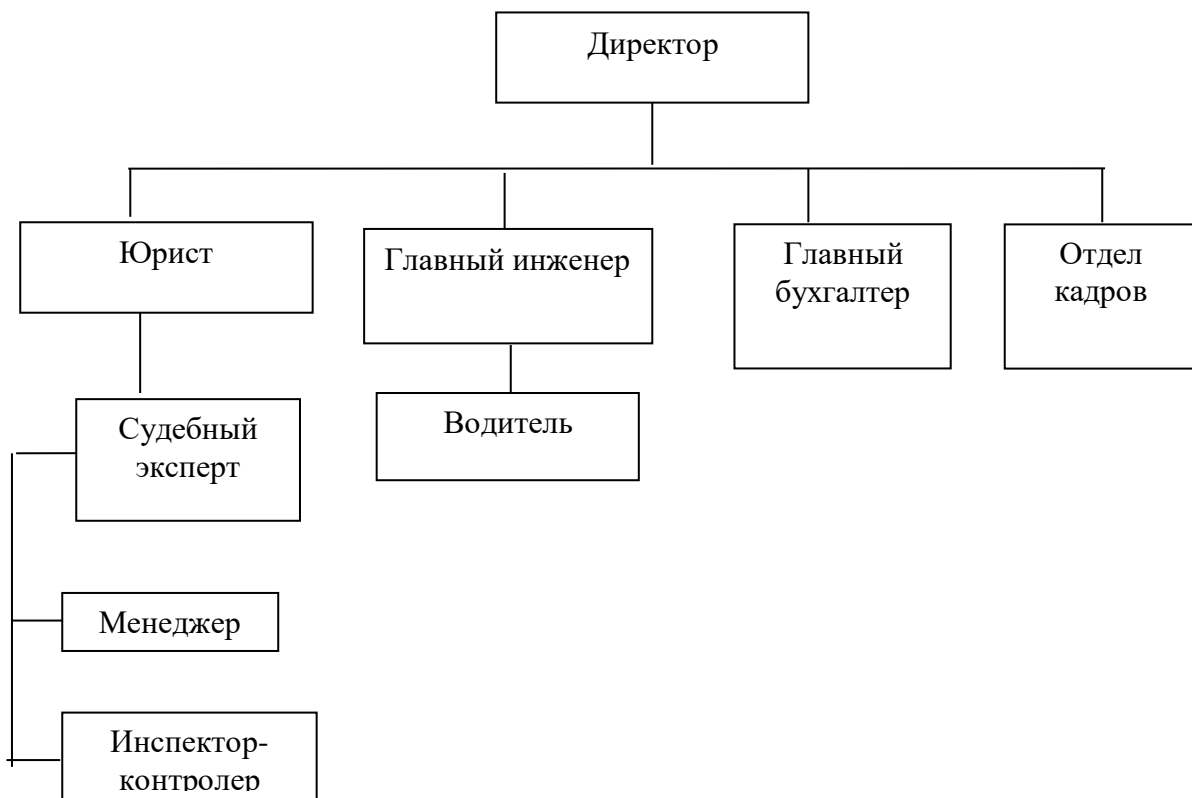 Директор
Юрист
Главный инженер
Главный
бухгалтер
Отдел
кадров
Судебный
эксперт
Водитель
Менеджер
Инспектор-
контролер